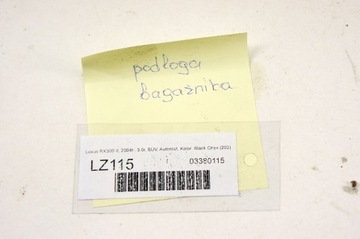 podłoga
bagażnika
Lexus RX300 II, 2004r., 3.0i, SUV, Automat, Kolor: Black Onyx (202)
LZ115
03380115